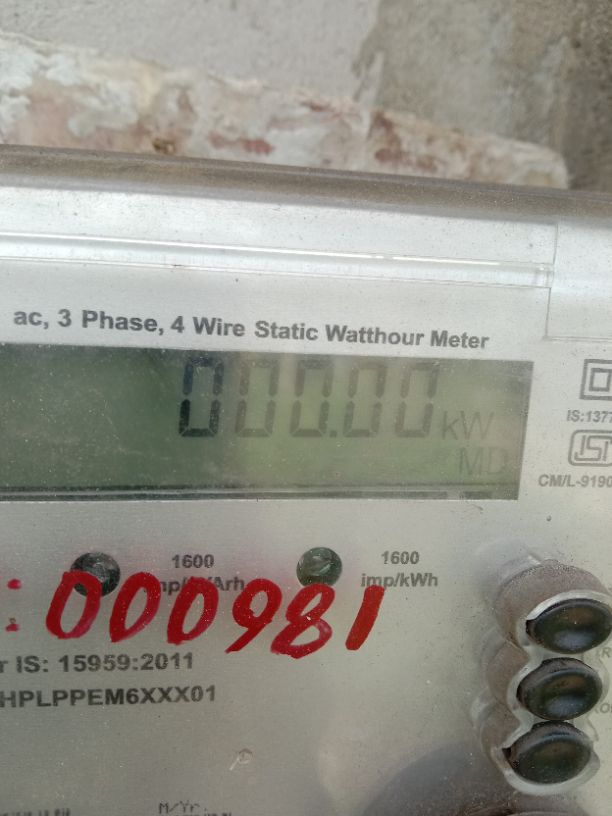 ac, 3 Phase, 4 Wire Static Watthour Meter
000.00 kW
MD
IS:1377
CM/L-9190
1600
1600
imp/kWh
: 000981
IS: 15959:2011
HPLPPEM6XXX01
M/Yr